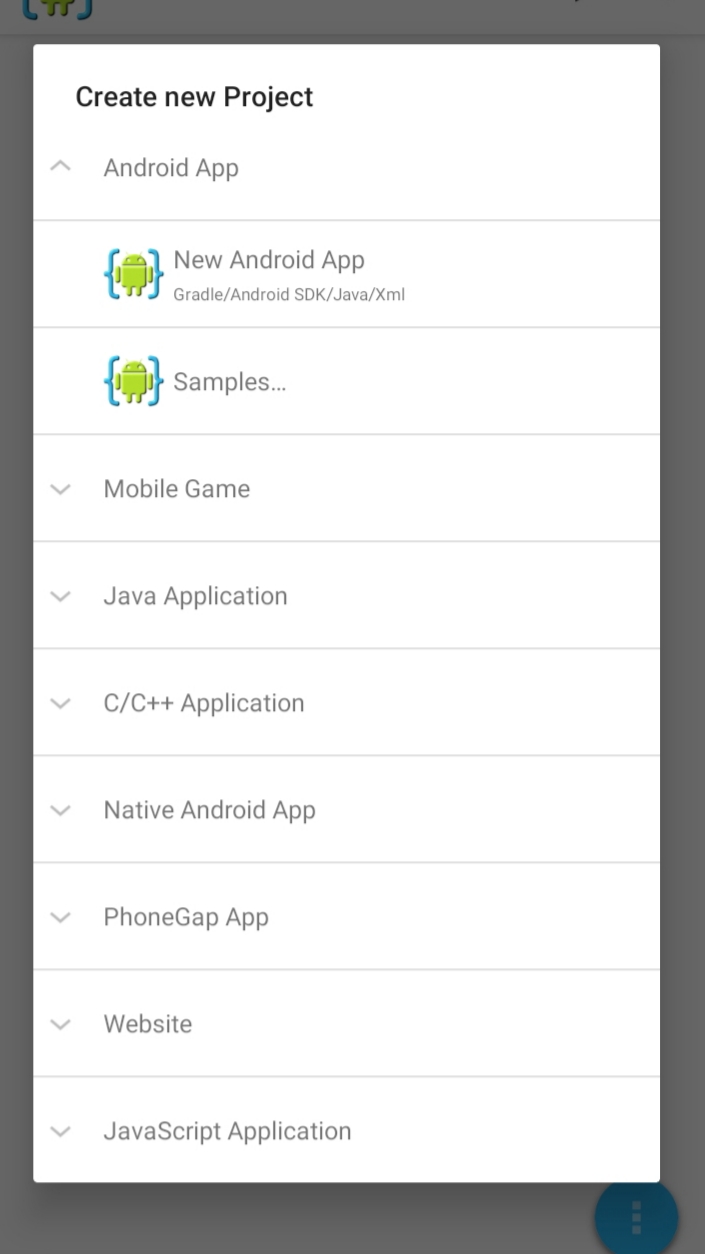 Create new Project
Android App
New Android App
Gradle/Android SDK/Java/Xml
Samples...
Mobile Game
Java Application
C/C++ Application
Native Android App
PhoneGap App
Website
JavaScript Application